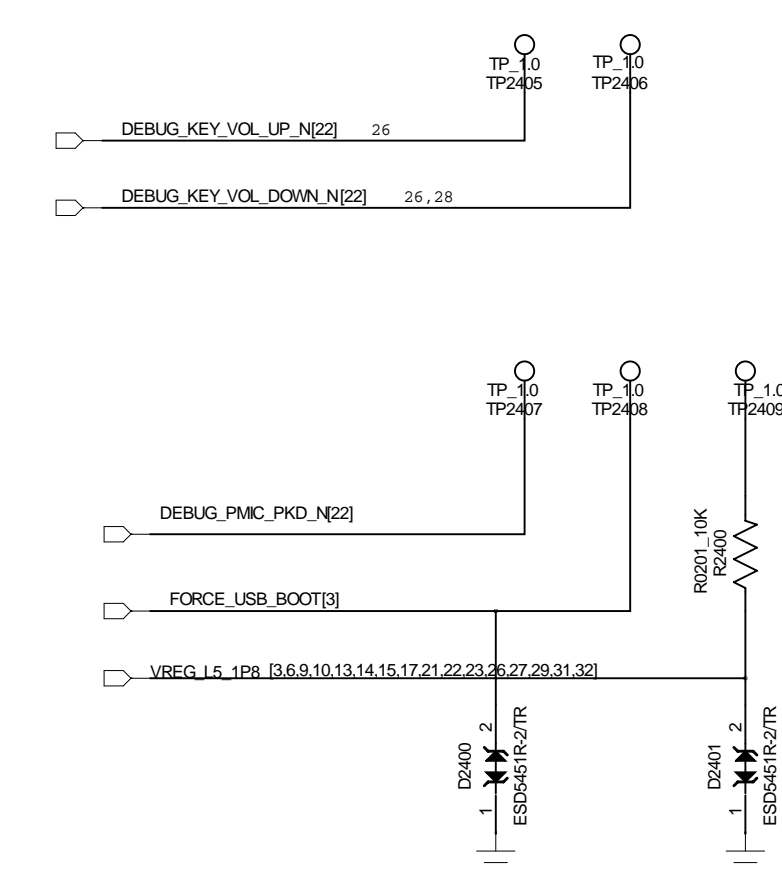 TP_1.0
TP2405
TP_1.0
TP2406
DEBUG_KEY_VOL_UP_N[22] 26
DEBUG_KEY_VOL_DOWN_N[22] 26,28
TP_1.0
TP2407
TP_1.0
TP2408
TP_1.0
TP2409
DEBUG_PMIC_PKD_N[22]
R0201_10K
R2400
FORCE_USB_BOOT[3]
VREG_L5_1P8 [3,6,9,10,13,14,15,17,21,22,23,26,27,29,31,32]
D2400
2
1
ESD5451R-2/TR
D2401
2
1
ESD5451R-2/TR